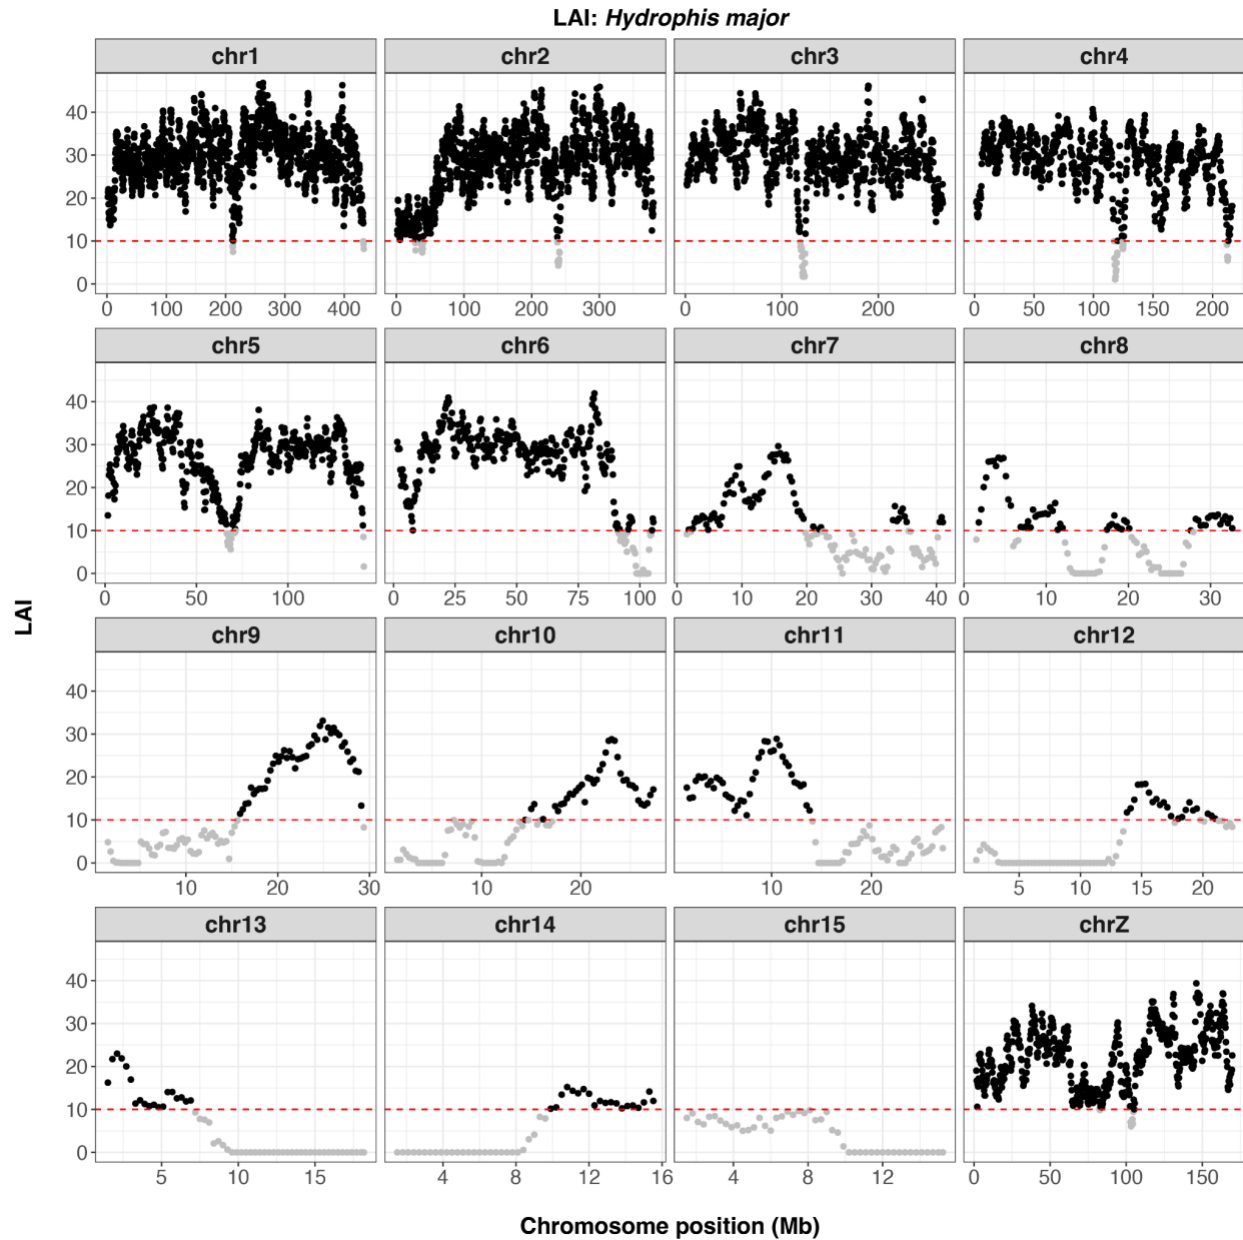 LAI: Hydrophis major
chr1 chr2 chr3 chr4
40
30
20
10
0
0 100 200 300 400 0 100 200 300 0 100 200 0 50 100 150 200
chr5 chr6 chr7 chr8
40
30
20
10
0
0 50 100 0 25 50 75 100 0 10 20 30 40 0 10 20 30
LAI
chr9 chr10 chr11 chr12
40
30
20
10
0
10 20 30 10 20 10 20 5 10 15 20
chr13 chr14 chr15 chrZ
40
30
20
10
0
5 10 15 4 8 12 16 4 8 12 0 50 100 150
Chromosome position (Mb)